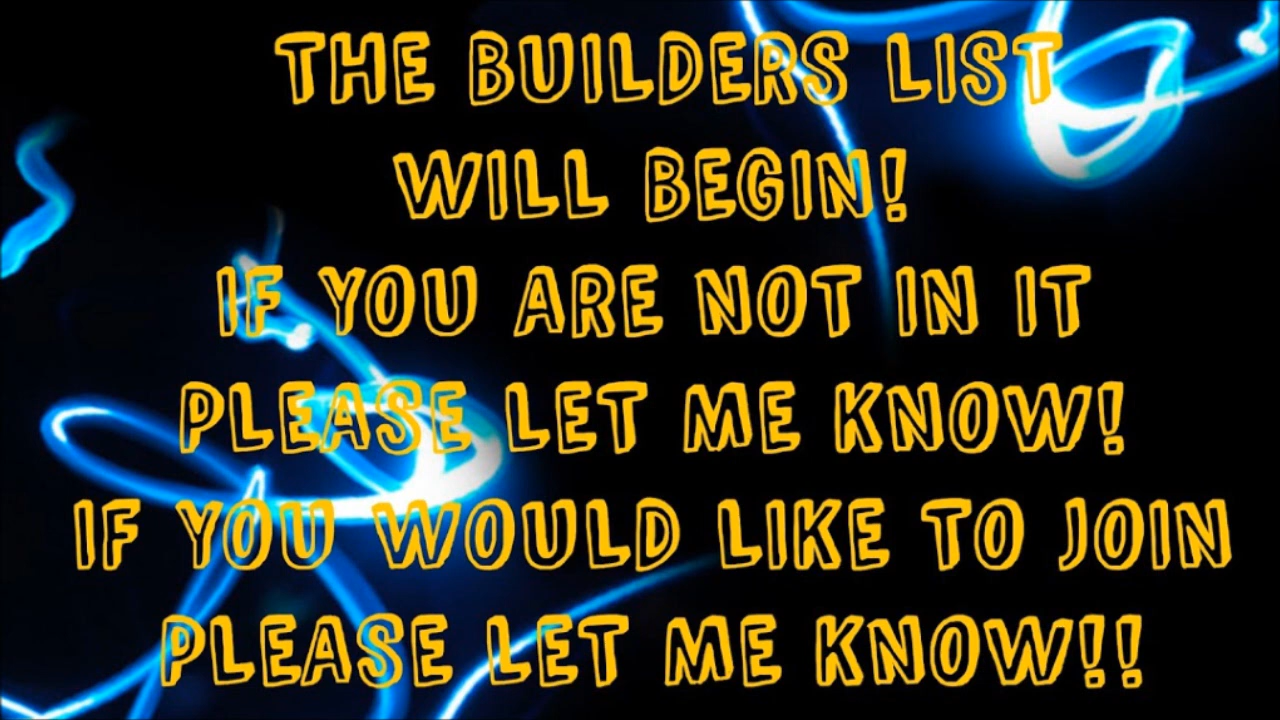 THE BUILDERS LIST
WILL BEGIN!
IF YOU ARE NOT IN IT
PLEASE LET ME KNOW!
IF YOU WOULD LIKE TO JOIN
PLEASE LET ME KNOW!!